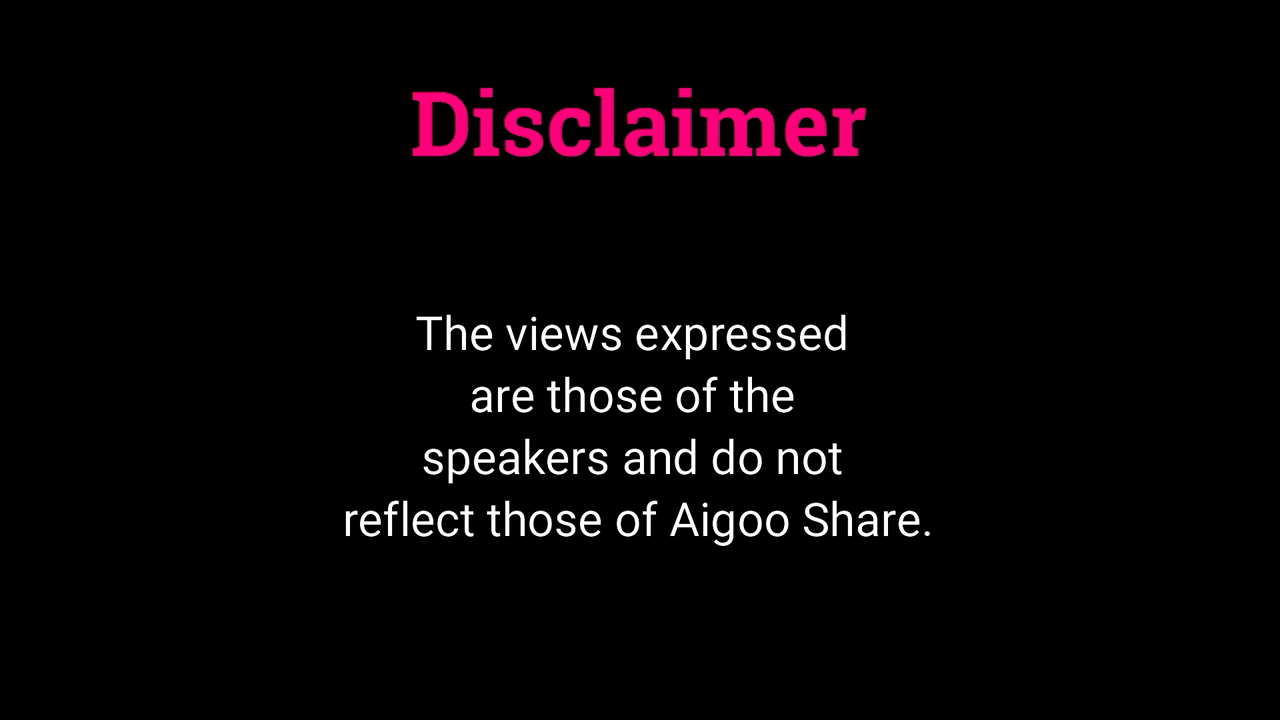 Disclaimer
The views expressed
are those of the
speakers and do not
reflect those of Aigoo Share.